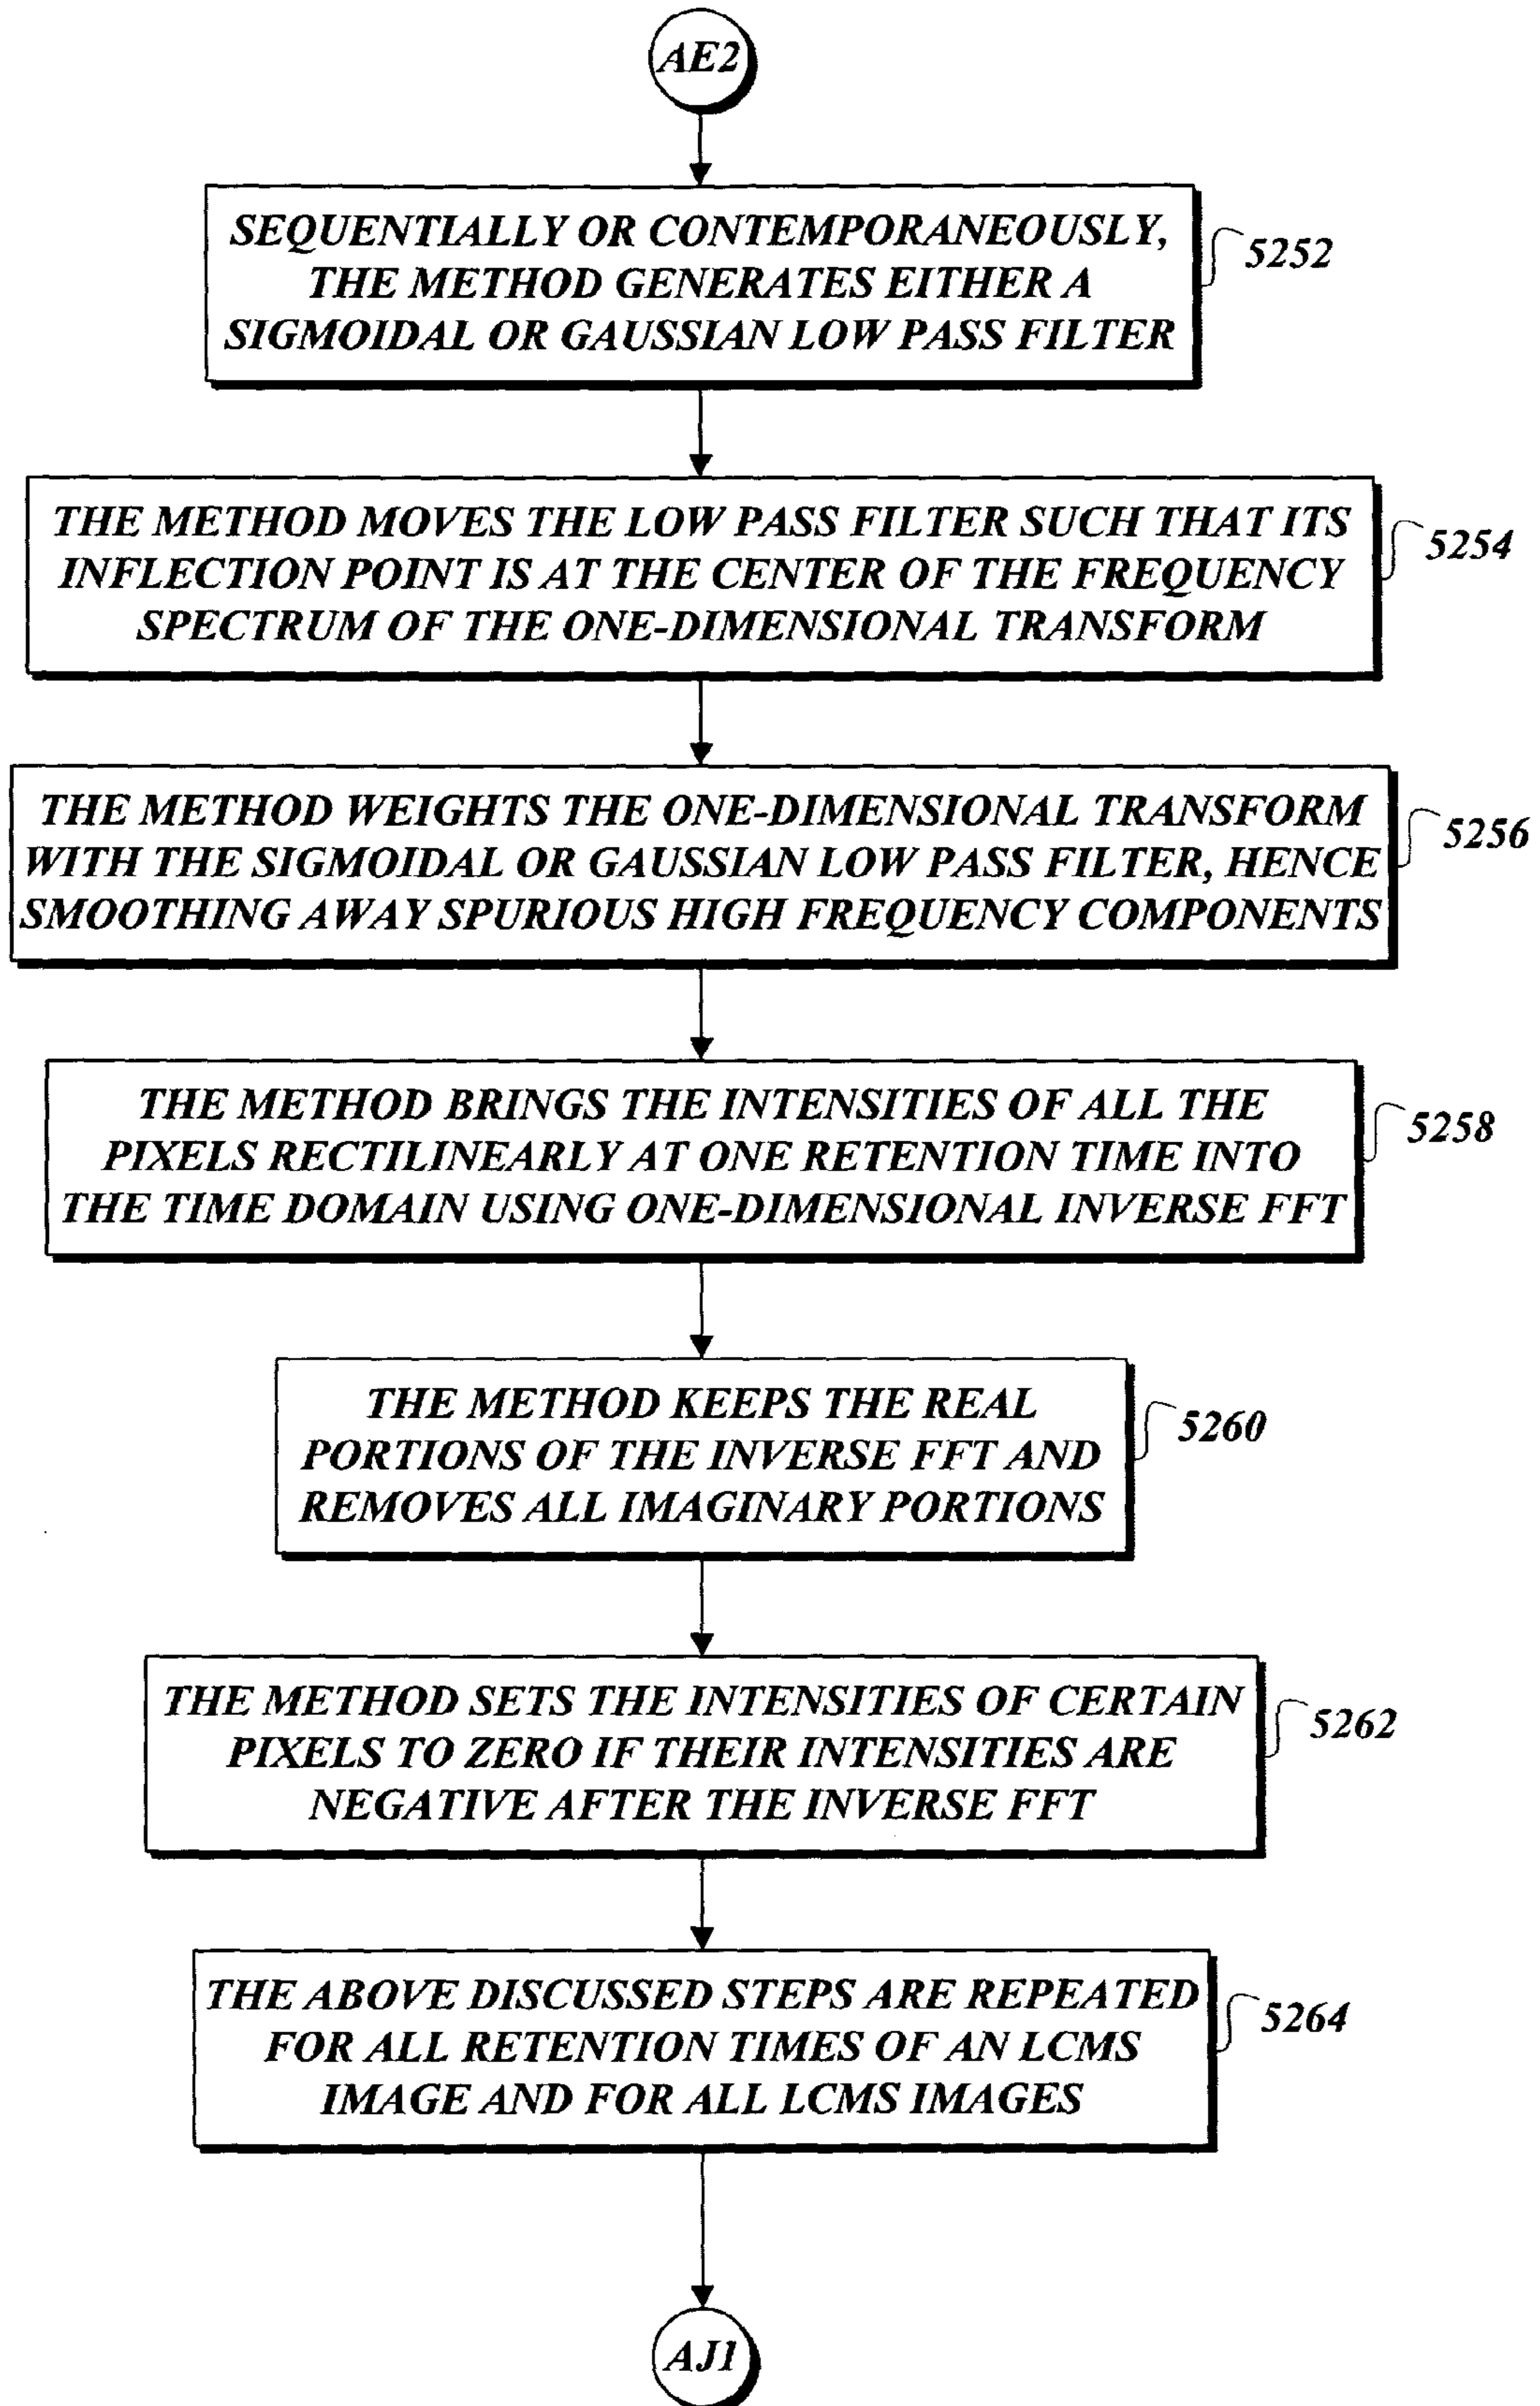 AE2
SEQUENTIALLY OR CONTEMPORANEOUSLY,
THE METHOD GENERATES EITHER A
SIGMOIDAL OR GAUSSIAN LOW PASS FILTER
5252
THE METHOD MOVES THE LOW PASS FILTER SUCH THAT ITS
INFLECTION POINT IS AT THE CENTER OF THE FREQUENCY
SPECTRUM OF THE ONE-DIMENSIONAL TRANSFORM
5254
THE METHOD WEIGHTS THE ONE-DIMENSIONAL TRANSFORM
WITH THE SIGMOIDAL OR GAUSSIAN LOW PASS FILTER, HENCE
SMOOTHING AWAY SPURIOUS HIGH FREQUENCY COMPONENTS
5256
THE METHOD BRINGS THE INTENSITIES OF ALL THE
PIXELS RECTILINEARLY AT ONE RETENTION TIME INTO
THE TIME DOMAIN USING ONE-DIMENSIONAL INVERSE FFT
5258
THE METHOD KEEPS THE REAL
PORTIONS OF THE INVERSE FFT AND
REMOVES ALL IMAGINARY PORTIONS
5260
THE METHOD SETS THE INTENSITIES OF CERTAIN
PIXELS TO ZERO IF THEIR INTENSITIES ARE
NEGATIVE AFTER THE INVERSE FFT
5262
THE ABOVE DISCUSSED STEPS ARE REPEATED
FOR ALL RETENTION TIMES OF AN LCMS
IMAGE AND FOR ALL LCMS IMAGES
5264
AJ1